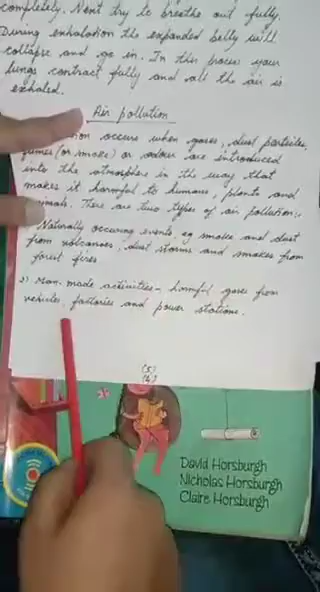 completely. Next try to breathe out fully.
During exhalation the expanded belly will
collapse and go in. In this process your
lungs contract fully and all the air is
exhaled.
Air pollution
occurs when gases, dust particles,
fumes (or smoke) or odour are introduced
into the atmosphere in the way that
makes it harmful to humans, plants and
animals. There are two types of air pollution:-
Naturally occuring events eg smoke and dust
from volcanoes, dust storms and smokes from
forest fires
2) Man. made activities - harmful gases from
vehicles, factories and power stations.
(5)
(4)
David Horsburgh
Nicholas Horsburgh
Claire Horsburgh